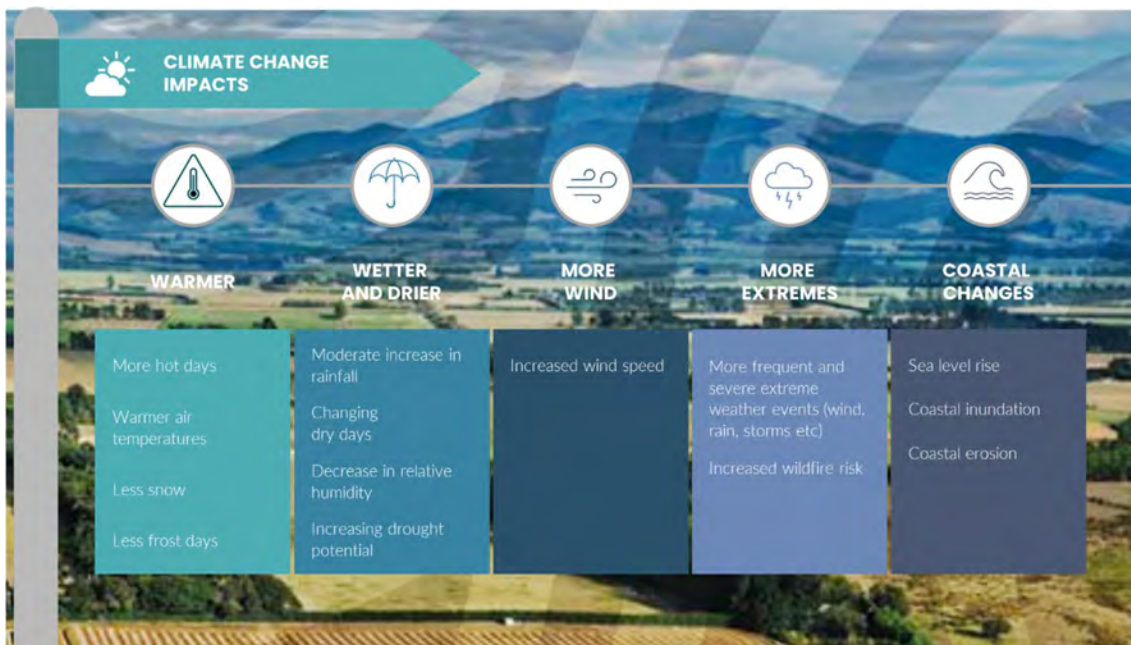 CLIMATE CHANGE
IMPACTS
WARMER
More hot days
Warmer air
temperatures
Less snow
Less frost days
WETTER
AND DRIER
Moderate increase in
rainfall
Changing
dry days
Decrease in relative
humidity
Increasing drought
potential
MORE
WIND
Increased wind speed
MORE
EXTREMES
More frequent and
severe extreme
weather events (wind,
rain, storms etc)
Increased wildfire risk
COASTAL
CHANGES
Sea level rise
Coastal inundation
Coastal erosion